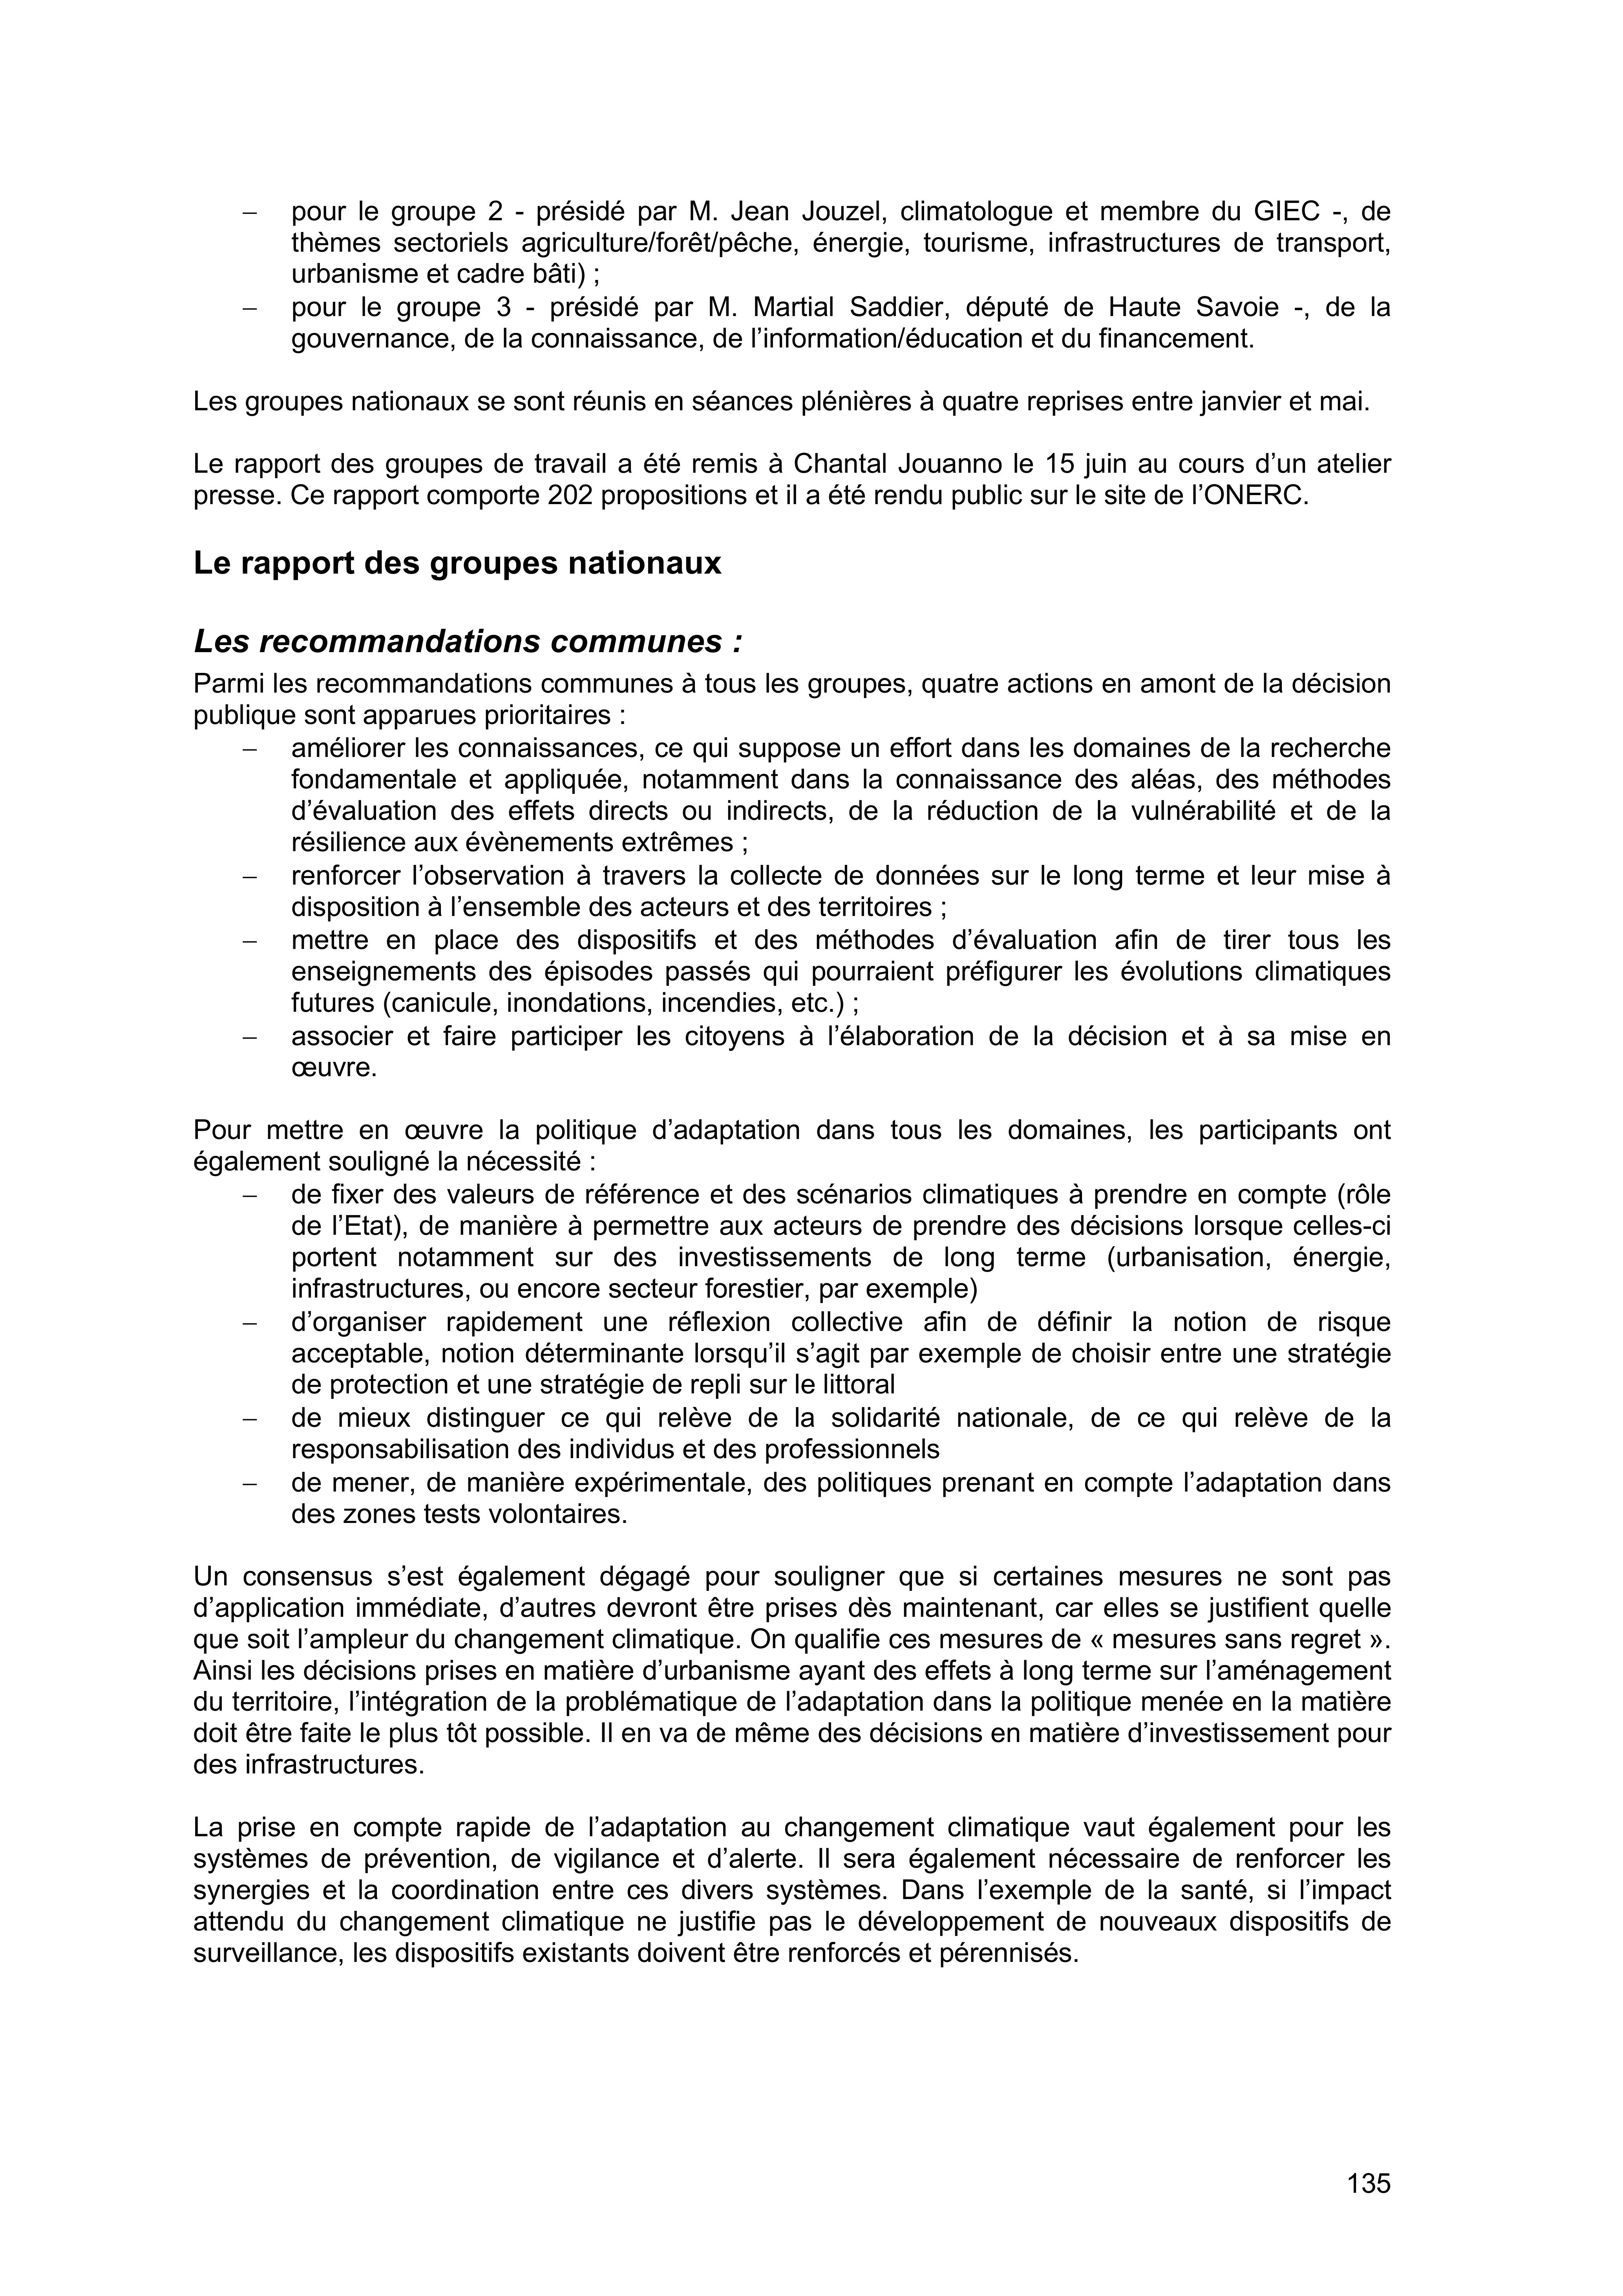 – pour le groupe 2 - présidé par M. Jean Jouzel, climatologue et membre du GIEC -, de
thèmes sectoriels agriculture/forêt/pêche, énergie, tourisme, infrastructures de transport,
urbanisme et cadre bâti) ;
– pour le groupe 3 - présidé par M. Martial Saddier, député de Haute Savoie -, de la
gouvernance, de la connaissance, de l’information/éducation et du financement.
Les groupes nationaux se sont réunis en séances plénières à quatre reprises entre janvier et mai.
Le rapport des groupes de travail a été remis à Chantal Jouanno le 15 juin au cours d’un atelier
presse. Ce rapport comporte 202 propositions et il a été rendu public sur le site de l’ONERC.
Le rapport des groupes nationaux
Les recommandations communes :
Parmi les recommandations communes à tous les groupes, quatre actions en amont de la décision
publique sont apparues prioritaires :
– améliorer les connaissances, ce qui suppose un effort dans les domaines de la recherche
fondamentale et appliquée, notamment dans la connaissance des aléas, des méthodes
d’évaluation des effets directs ou indirects, de la réduction de la vulnérabilité et de la
résilience aux évènements extrêmes ;
– renforcer l’observation à travers la collecte de données sur le long terme et leur mise à
disposition à l’ensemble des acteurs et des territoires ;
– mettre en place des dispositifs et des méthodes d’évaluation afin de tirer tous les
enseignements des épisodes passés qui pourraient préfigurer les évolutions climatiques
futures (canicule, inondations, incendies, etc.) ;
– associer et faire participer les citoyens à l’élaboration de la décision et à sa mise en
œuvre.
Pour mettre en œuvre la politique d’adaptation dans tous les domaines, les participants ont
également souligné la nécessité :
– de fixer des valeurs de référence et des scénarios climatiques à prendre en compte (rôle
de l’Etat), de manière à permettre aux acteurs de prendre des décisions lorsque celles-ci
portent notamment sur des investissements de long terme (urbanisation, énergie,
infrastructures, ou encore secteur forestier, par exemple)
– d’organiser rapidement une réflexion collective afin de définir la notion de risque
acceptable, notion déterminante lorsqu’il s’agit par exemple de choisir entre une stratégie
de protection et une stratégie de repli sur le littoral
– de mieux distinguer ce qui relève de la solidarité nationale, de ce qui relève de la
responsabilisation des individus et des professionnels
– de mener, de manière expérimentale, des politiques prenant en compte l’adaptation dans
des zones tests volontaires.
Un consensus s’est également dégagé pour souligner que si certaines mesures ne sont pas
d’application immédiate, d’autres devront être prises dès maintenant, car elles se justifient quelle
que soit l’ampleur du changement climatique. On qualifie ces mesures de « mesures sans regret ».
Ainsi les décisions prises en matière d’urbanisme ayant des effets à long terme sur l’aménagement
du territoire, l’intégration de la problématique de l’adaptation dans la politique menée en la matière
doit être faite le plus tôt possible. Il en va de même des décisions en matière d’investissement pour
des infrastructures.
La prise en compte rapide de l’adaptation au changement climatique vaut également pour les
systèmes de prévention, de vigilance et d’alerte. Il sera également nécessaire de renforcer les
synergies et la coordination entre ces divers systèmes. Dans l’exemple de la santé, si l’impact
attendu du changement climatique ne justifie pas le développement de nouveaux dispositifs de
surveillance, les dispositifs existants doivent être renforcés et pérennisés.
135